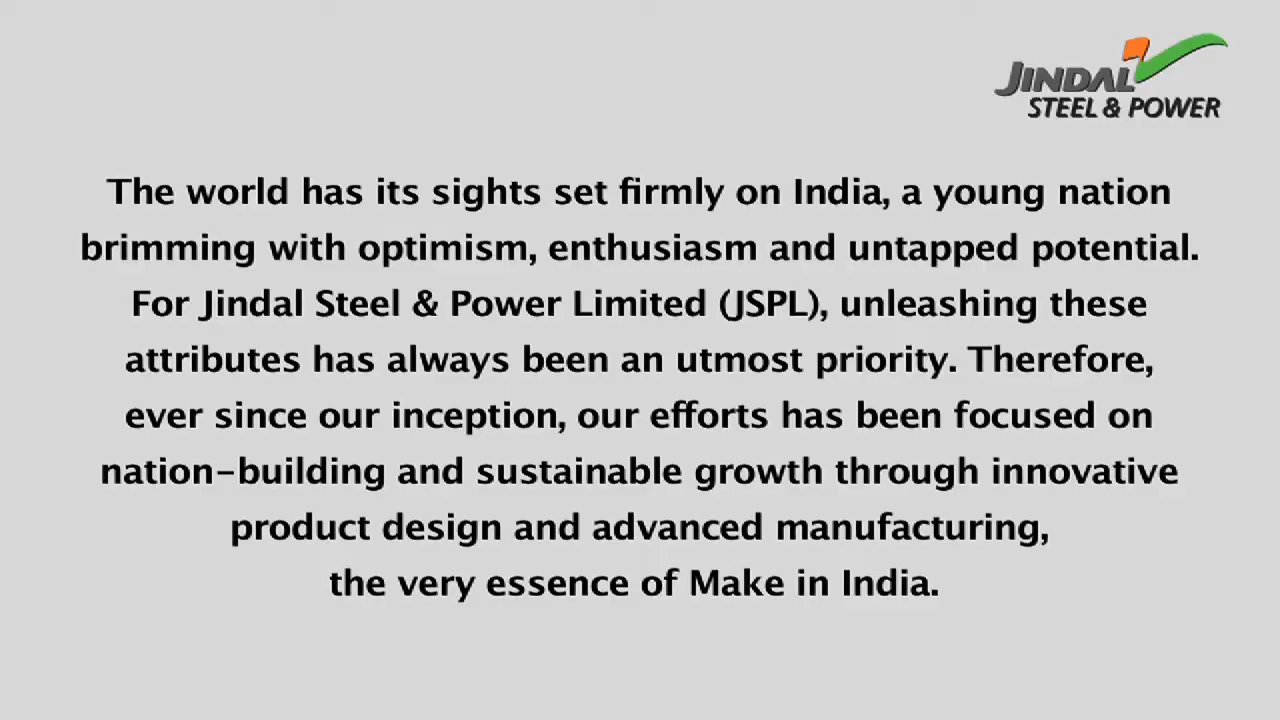 JINDAL
STEEL & POWER
The world has its sights set firmly on India, a young nation
brimming with optimism, enthusiasm and untapped potential.
For Jindal Steel & Power Limited (JSPL), unleashing these
attributes has always been an utmost priority. Therefore,
ever since our inception, our efforts has been focused on
nation-building and sustainable growth through innovative
product design and advanced manufacturing,
the very essence of Make in India.